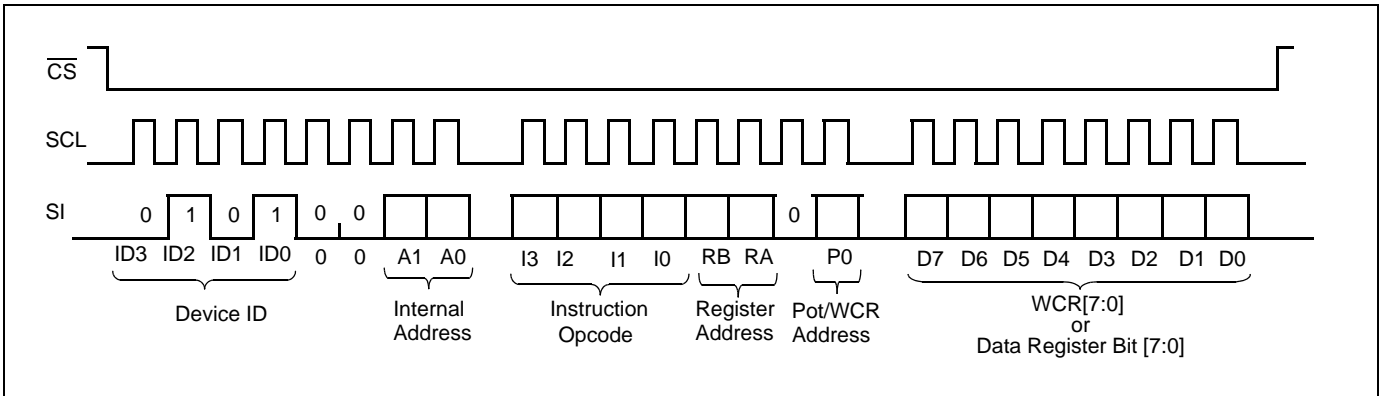 CS
SCL
SI
0 1 0 1 0 0 0
ID3 ID2 ID1 ID0 0 0 A1 A0 I3 I2 I1 I0 RB RA P0 D7 D6 D5 D4 D3 D2 D1 D0
Device ID
Internal
Address
Instruction
Opcode
Register
Address
Pot/WCR
Address
WCR[7:0]
or
Data Register Bit [7:0]